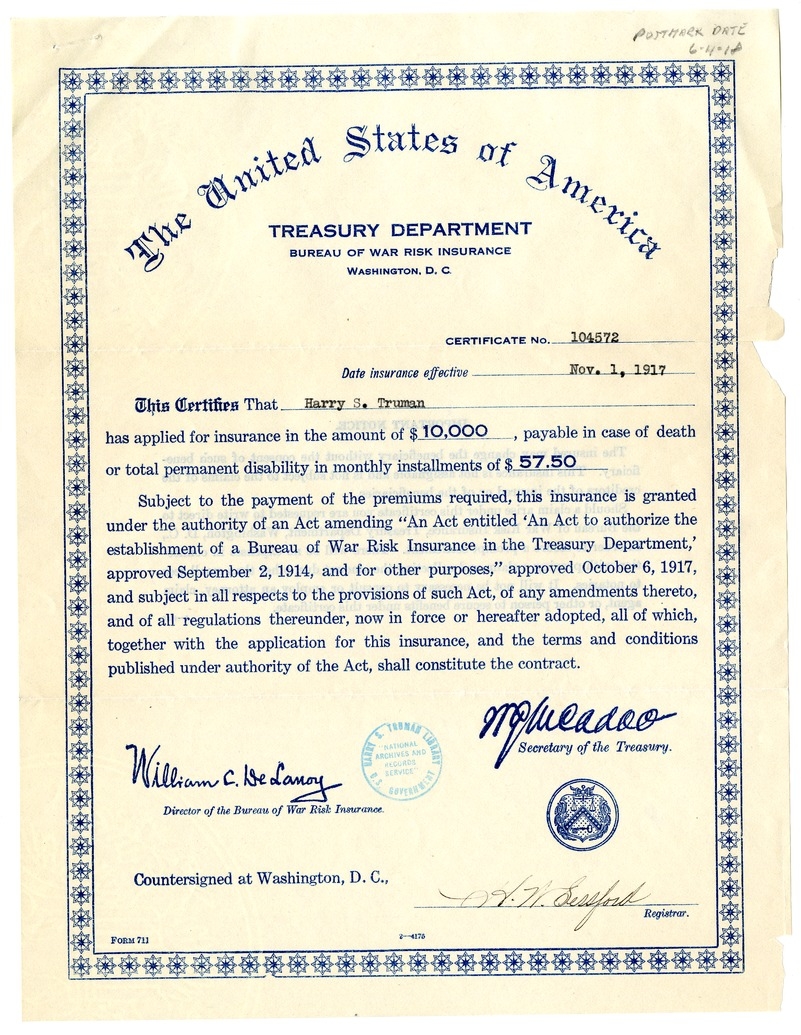 POSTMARK DATE
6-4-18
The United States of America
TREASURY DEPARTMENT
BUREAU OF WAR RISK INSURANCE
WASHINGTON, D. C.
CERTIFICATE NO. 104572
Date insurance effective Nov. 1, 1917
This Certifies That Harry S. Truman
has applied for insurance in the amount of $ 10,000 , payable in case of death
or total permanent disability in monthly installments of $ 57.50
Subject to the payment of the premiums required, this insurance is granted
under the authority of an Act amending "An Act entitled 'An Act to authorize the
establishment of a Bureau of War Risk Insurance in the Treasury Department,'
approved September 2, 1914, and for other purposes," approved October 6, 1917,
and subject in all respects to the provisions of such Act, of any amendments thereto,
and of all regulations thereunder, now in force or hereafter adopted, all of which,
together with the application for this insurance, and the terms and conditions
published under authority of the Act, shall constitute the contract.
W G McAdoo
Secretary of the Treasury.
HARRY S. TRUMAN LIBRARY
"NATIONAL
ARCHIVES AND
RECORDS
SERVICE"
U.S. GOVERNMENT
William C. De Lanoy
Director of the Bureau of War Risk Insurance.
Countersigned at Washington, D. C.,
Registrar.
FORM 711
2—4175